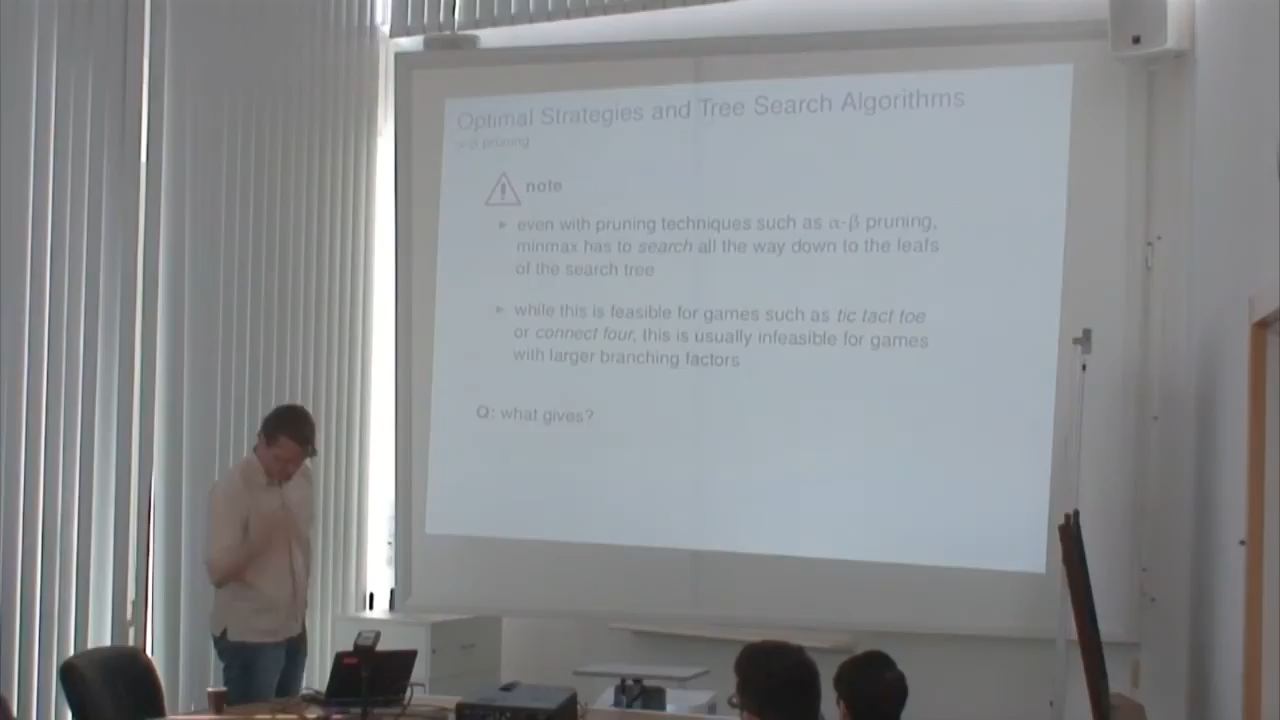 Optimal Strategies and Tree Search Algorithms
α-β pruning
note
even with pruning techniques such as α-β pruning,
minmax has to search all the way down to the leafs
of the search tree
while this is feasible for games such as tic tact toe
or connect four, this is usually infeasible for games
with larger branching factors
Q: what gives?